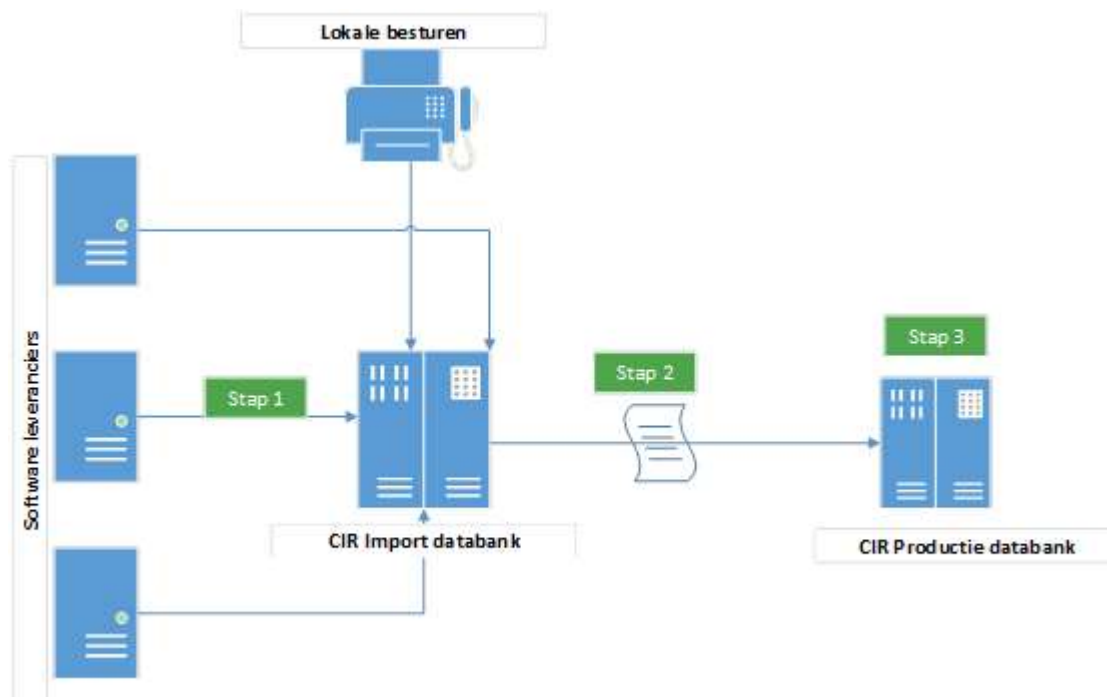 Lokale besturen
Software leveranciers
Stap 1
Stap 2
Stap 3
CIR Import databank
CIR Productie databank